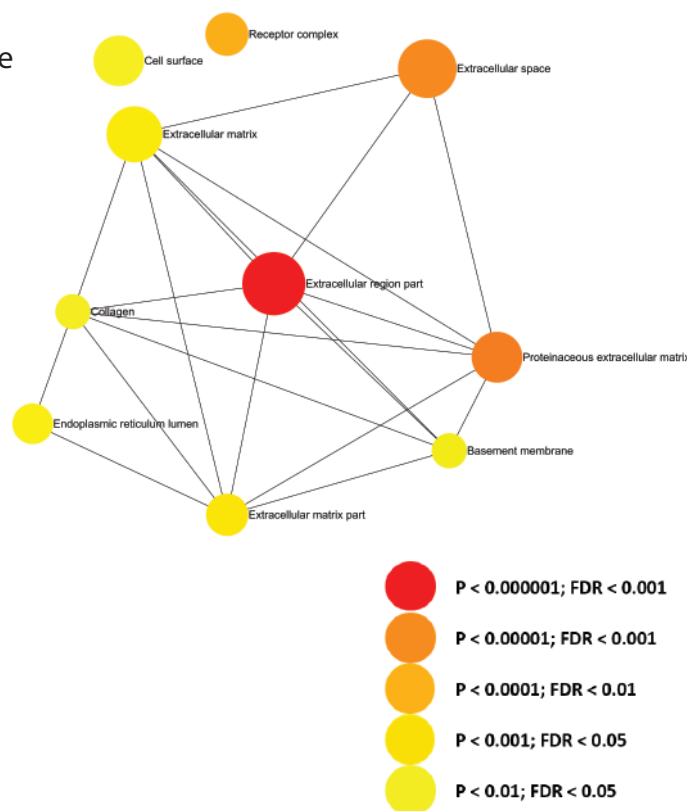 e
Receptor complex
Cell surface
Extracellular space
Extracellular matrix
Extracellular region part
Collagen
Proteinaceous extracellular matrix
Endoplasmic reticulum lumen
Basement membrane
Extracellular matrix part
P < 0.000001; FDR < 0.001
P < 0.00001; FDR < 0.001
P < 0.0001; FDR < 0.01
P < 0.001; FDR < 0.05
P < 0.01; FDR < 0.05